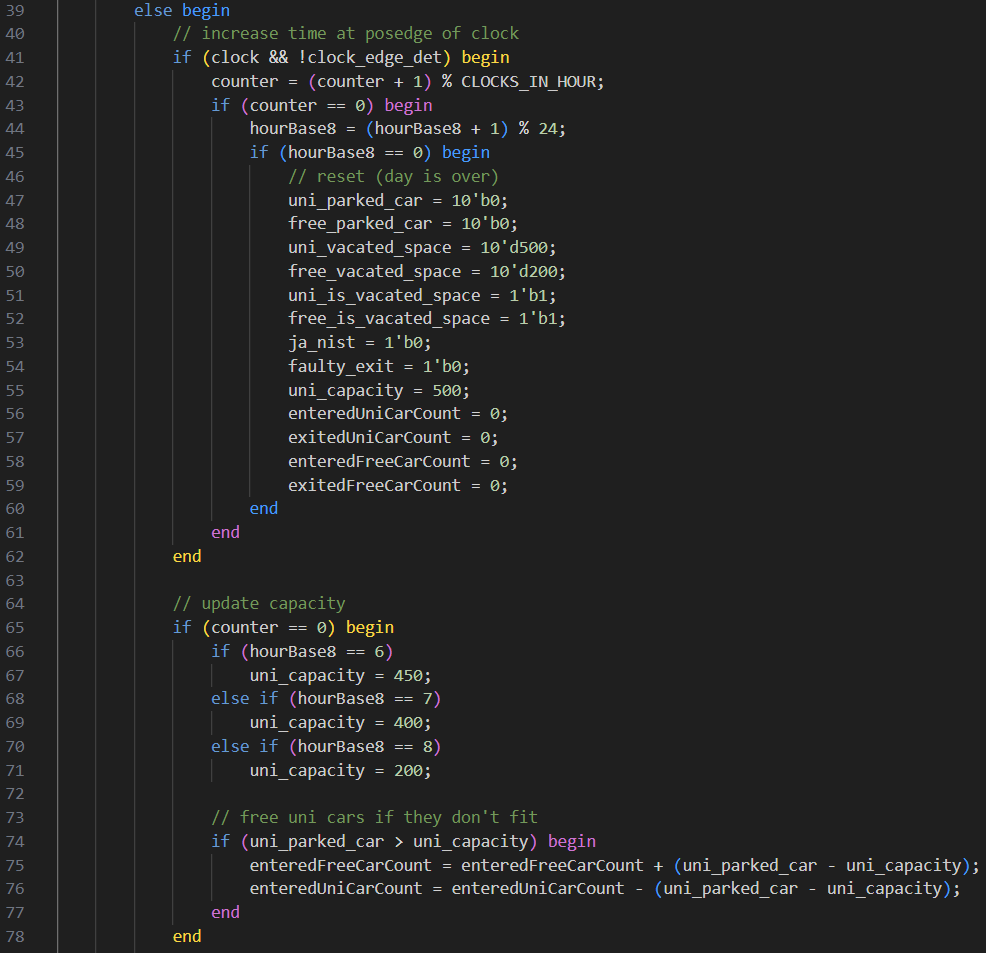 39 else begin
40 // increase time at posedge of clock
41 if (clock && !clock_edge_det) begin
42 counter = (counter + 1) % CLOCKS_IN_HOUR;
43 if (counter == 0) begin
44 hourBase8 = (hourBase8 + 1) % 24;
45 if (hourBase8 == 0) begin
46 // reset (day is over)
47 uni_parked_car = 10'b0;
48 free_parked_car = 10'b0;
49 uni_vacated_space = 10'd500;
50 free_vacated_space = 10'd200;
51 uni_is_vacated_space = 1'b1;
52 free_is_vacated_space = 1'b1;
53 ja_nist = 1'b0;
54 faulty_exit = 1'b0;
55 uni_capacity = 500;
56 enteredUniCarCount = 0;
57 exitedUniCarCount = 0;
58 enteredFreeCarCount = 0;
59 exitedFreeCarCount = 0;
60 end
61 end
62 end
63
64 // update capacity
65 if (counter == 0) begin
66 if (hourBase8 == 6)
67 uni_capacity = 450;
68 else if (hourBase8 == 7)
69 uni_capacity = 400;
70 else if (hourBase8 == 8)
71 uni_capacity = 200;
72
73 // free uni cars if they don't fit
74 if (uni_parked_car > uni_capacity) begin
75 enteredFreeCarCount = enteredFreeCarCount + (uni_parked_car - uni_capacity);
76 enteredUniCarCount = enteredUniCarCount - (uni_parked_car - uni_capacity);
77 end
78 end